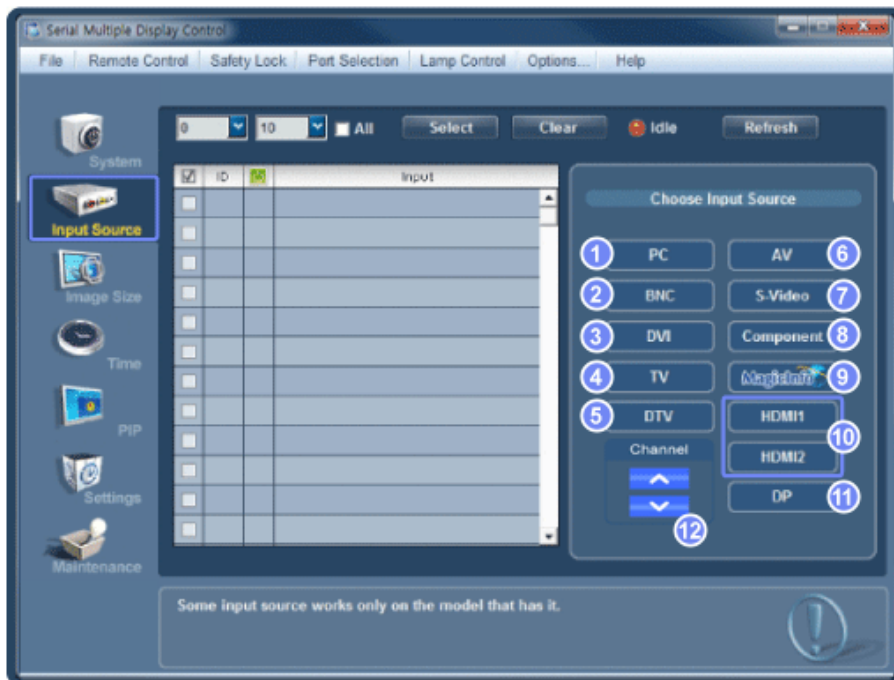 Serial Multiple Display Control
File Remote Control Safety Lock Port Selection Lamp Control Options... Help
0 10 All Select Clear Idle Refresh
System
Input Source
Image Size
Time
PIP
Settings
Maintenance
ID Input
Choose Input Source
1 PC AV 6
2 BNC S-Video 7
3 DVI Component 8
4 TV MagicInfo 9
5 DTV HDMI1
10
Channel HDMI2
DP 11
12
Some input source works only on the model that has it.